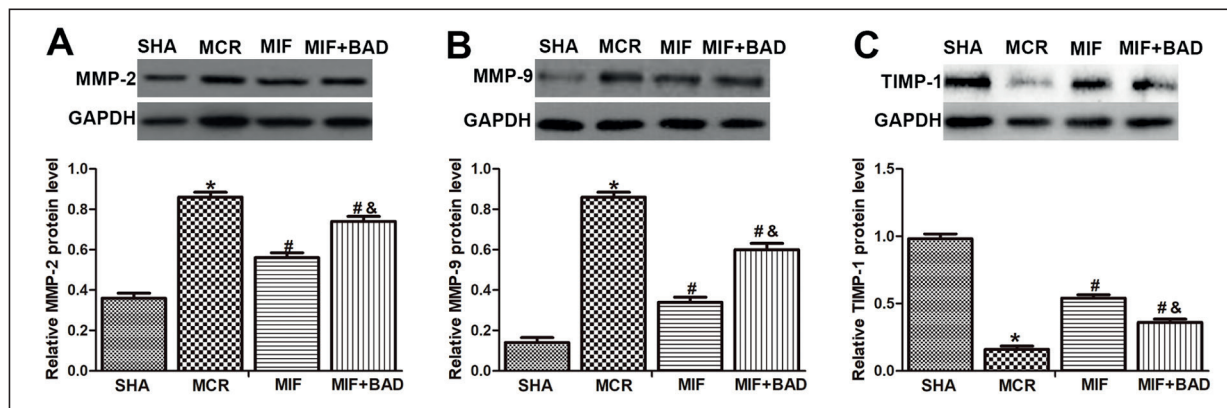 A
SHA MCR MIF MIF+BAD
MMP-2
GAPDH
Relative MMP-2 protein level
1.0
0.8
0.6
0.4
0.2
0.0
*
#
# &
SHA MCR MIF MIF+BAD
B
SHA MCR MIF MIF+BAD
MMP-9
GAPDH
Relative MMP-9 protein level
1.0
0.8
0.6
0.4
0.2
0.0
*
#
# &
SHA MCR MIF MIF+BAD
C
SHA MCR MIF MIF+BAD
TIMP-1
GAPDH
Relative TIMP-1 protein level
1.5
1.0
0.5
0.0
*
#
# &
SHA MCR MIF MIF+BAD